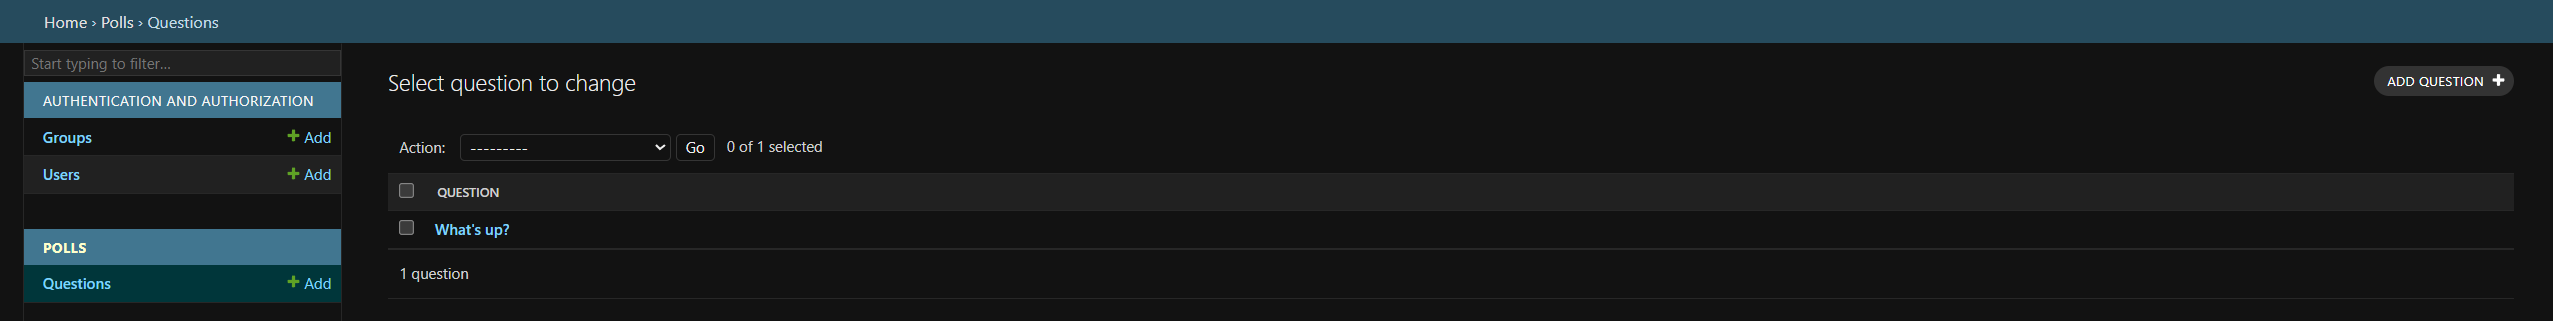 Home › Polls › Questions
Start typing to filter...
AUTHENTICATION AND AUTHORIZATION
Groups + Add
Users + Add
POLLS
Questions + Add
Select question to change
ADD QUESTION +
Action: --------- Go 0 of 1 selected
QUESTION
What's up?
1 question